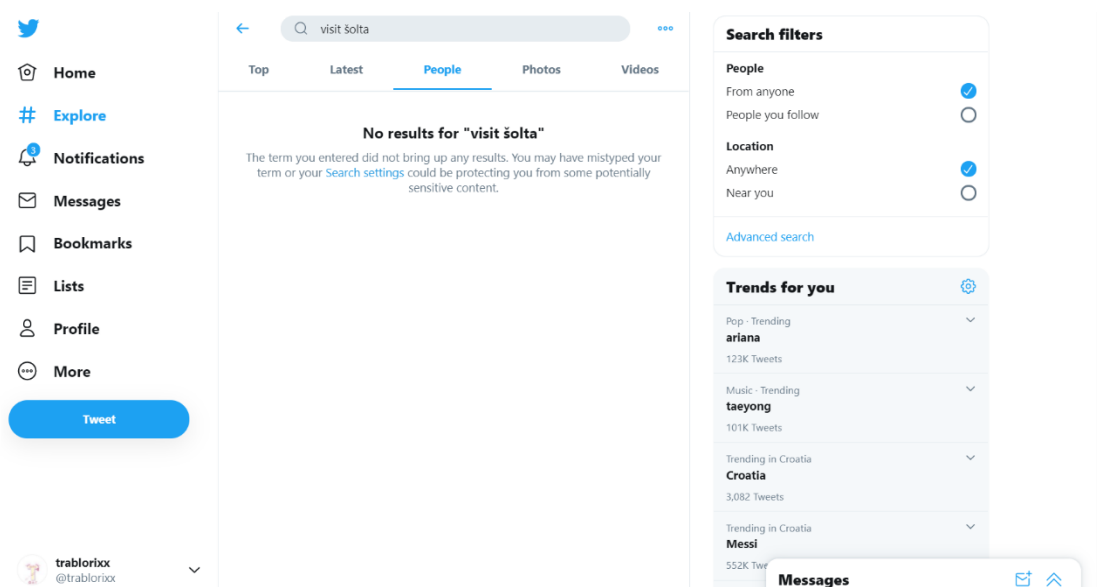 visit šolta
Home
Explore
3
Notifications
Messages
Bookmarks
Lists
Profile
More
Tweet
trablorixx
@trablorixx
Top Latest People Photos Videos
No results for "visit šolta"
The term you entered did not bring up any results. You may have mistyped your
term or your Search settings could be protecting you from some potentially
sensitive content.
Search filters
People
From anyone
People you follow
Location
Anywhere
Near you
Advanced search
Trends for you
Pop · Trending
ariana
123K Tweets
Music · Trending
taeyong
101K Tweets
Trending in Croatia
Croatia
3,082 Tweets
Trending in Croatia
Messi
552K Twe
Messages